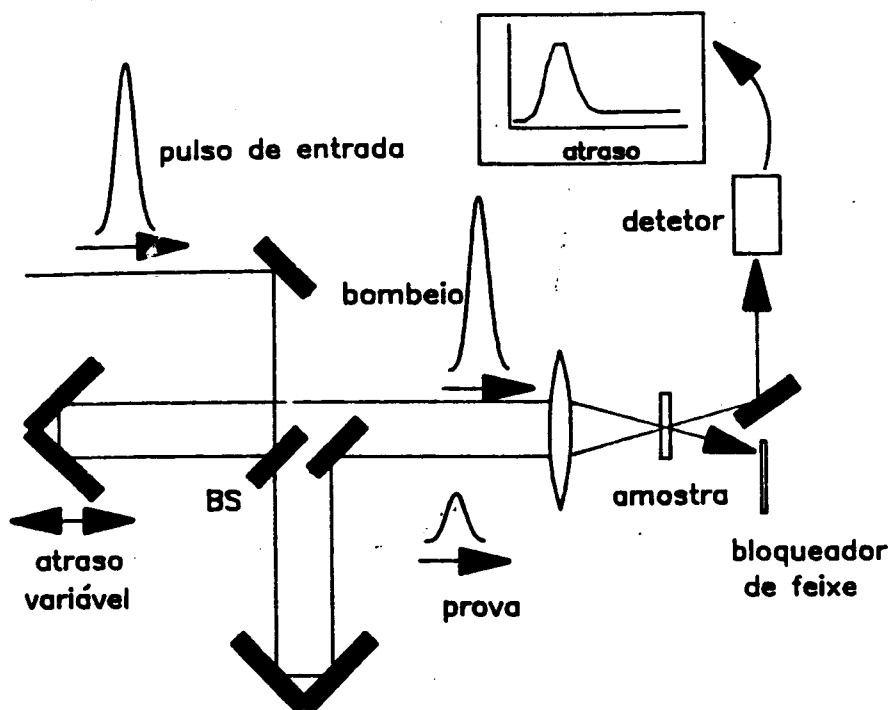 pulso de entrada
atraso
detetor
bombeio
BS
amostra
atraso
variável
prova
bloqueador
de feixe